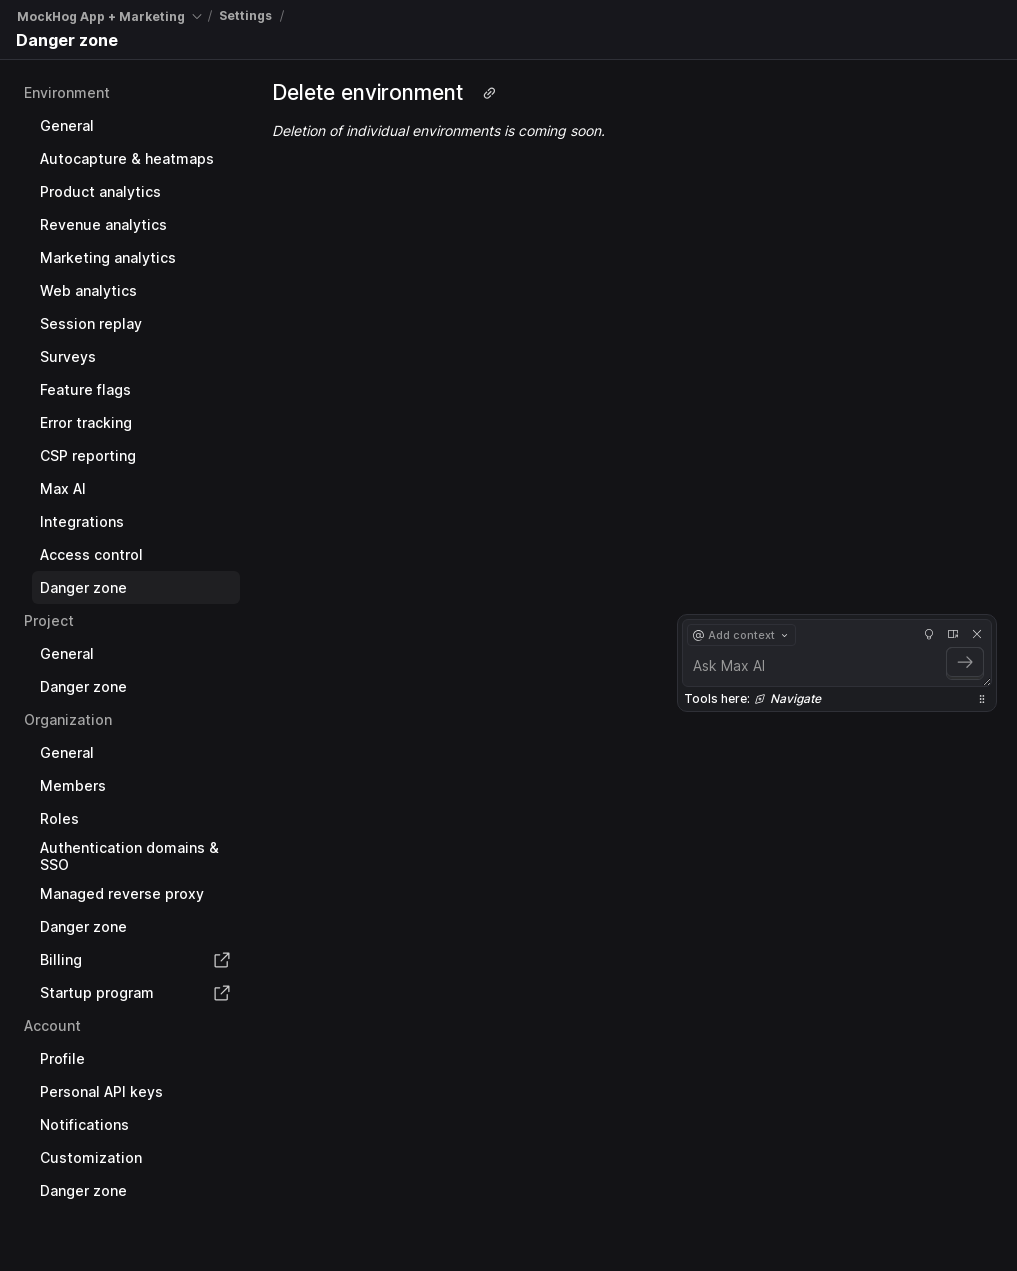 MockHog App + Marketing / Settings /
Danger zone
Environment
General
Autocapture & heatmaps
Product analytics
Revenue analytics
Marketing analytics
Web analytics
Session replay
Surveys
Feature flags
Error tracking
CSP reporting
Max AI
Integrations
Access control
Danger zone
Project
General
Danger zone
Organization
General
Members
Roles
Authentication domains &
SSO
Managed reverse proxy
Danger zone
Billing
Startup program
Account
Profile
Personal API keys
Notifications
Customization
Danger zone
Delete environment
Deletion of individual environments is coming soon.
@ Add context
Ask Max AI
Tools here: Navigate